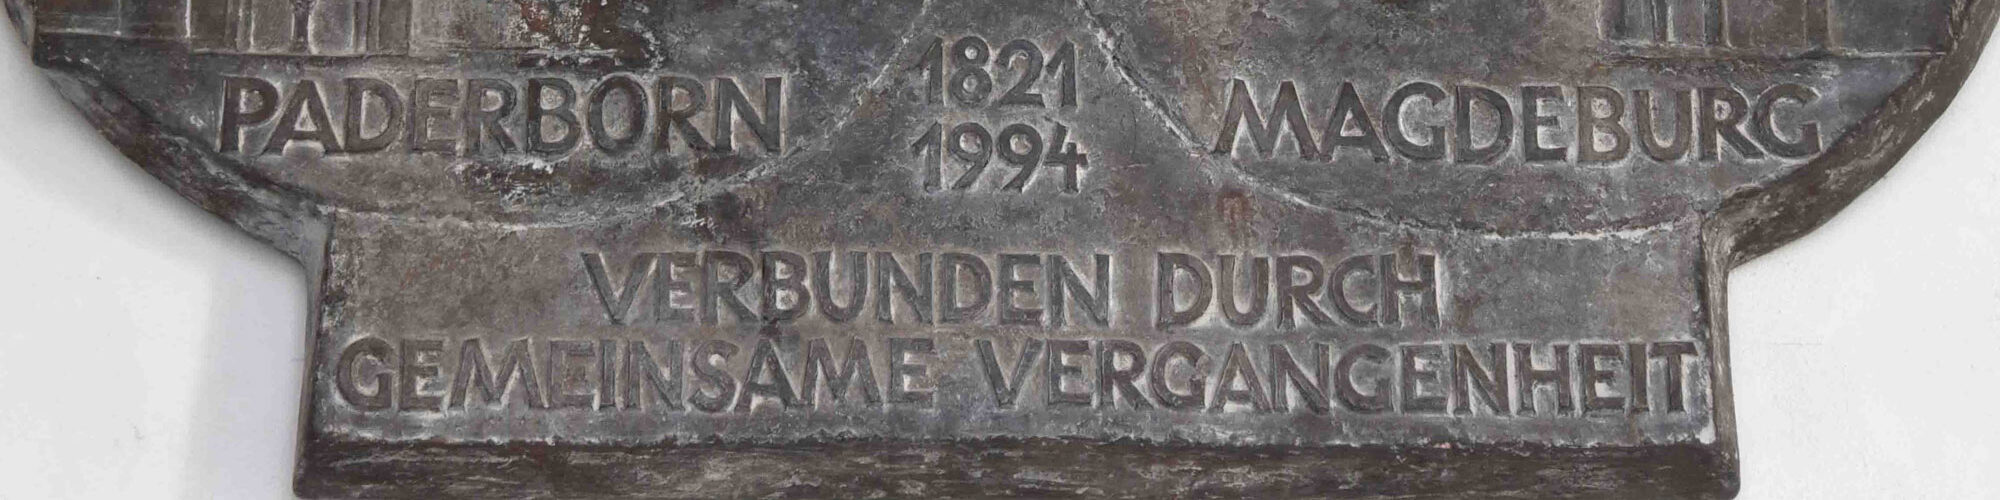 PADERBORN 1821 MAGDEBURG
1994
VERBUNDEN DURCH
GEMEINSAME VERGANGENHEIT